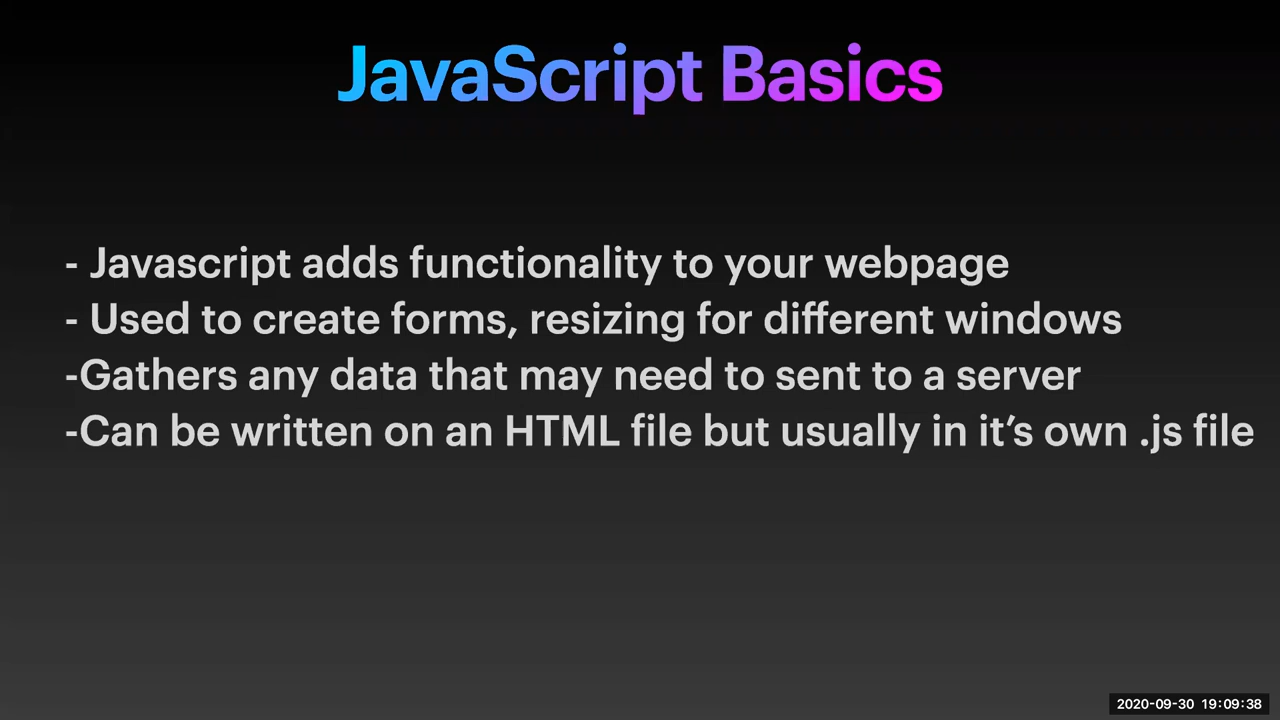 JavaScript Basics
- Javascript adds functionality to your webpage
- Used to create forms, resizing for different windows
-Gathers any data that may need to sent to a server
-Can be written on an HTML file but usually in it’s own .js file
2020-09-30 19:09:38